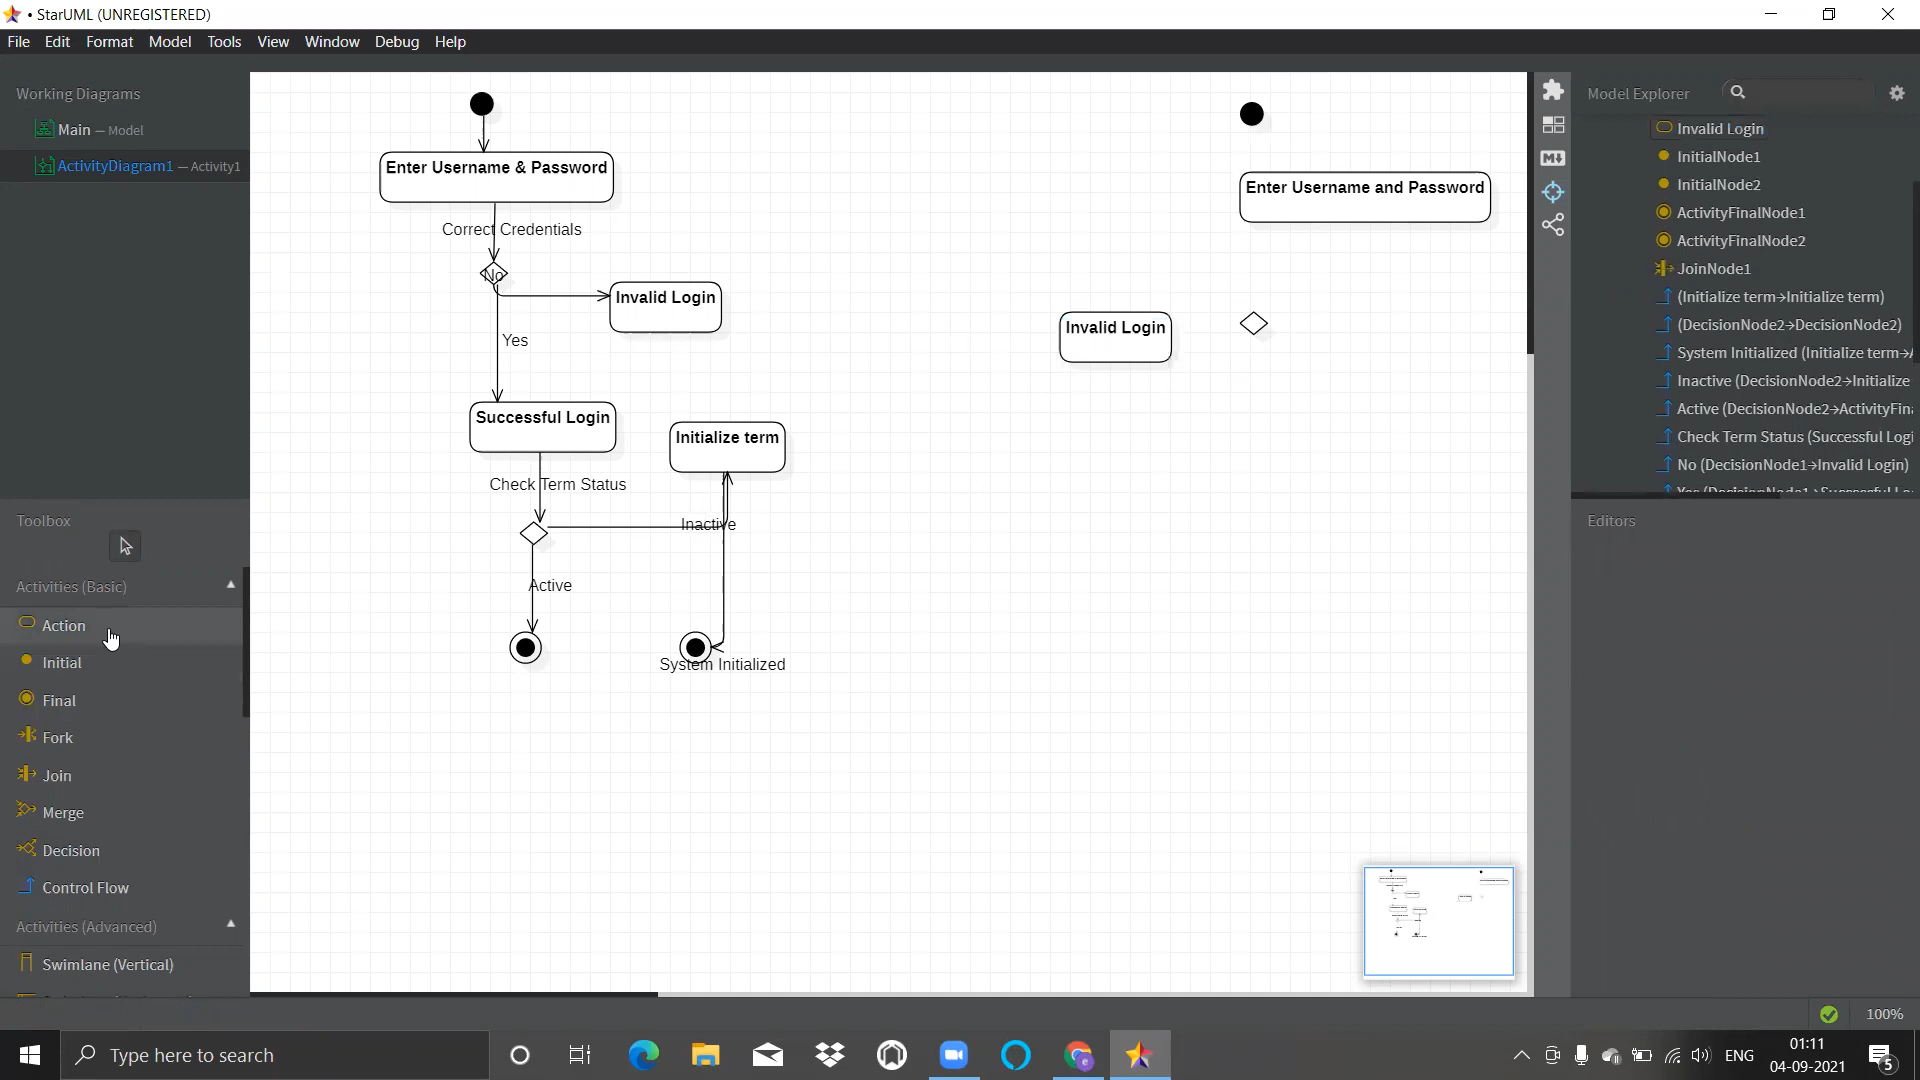 • StarUML (UNREGISTERED)
File Edit Format Model Tools View Window Debug Help
Working Diagrams
Main — Model
ActivityDiagram1 — Activity1
Toolbox
Activities (Basic)
Action
Initial
Final
Fork
Join
Merge
Decision
Control Flow
Activities (Advanced)
Swimlane (Vertical)
Enter Username & Password
Correct Credentials
No
Invalid Login
Yes
Successful Login
Initialize term
Check Term Status
Inactive
Active
System Initialized
Enter Username and Password
Invalid Login
Model Explorer
Invalid Login
InitialNode1
InitialNode2
ActivityFinalNode1
ActivityFinalNode2
JoinNode1
(Initialize term→Initialize term)
(DecisionNode2→DecisionNode2)
System Initialized (Initialize term→
Inactive (DecisionNode2→Initialize
Active (DecisionNode2→ActivityFin
Check Term Status (Successful Logi
No (DecisionNode1→Invalid Login)
Editors
100%
Type here to search
ENG
01:11
04-09-2021
5